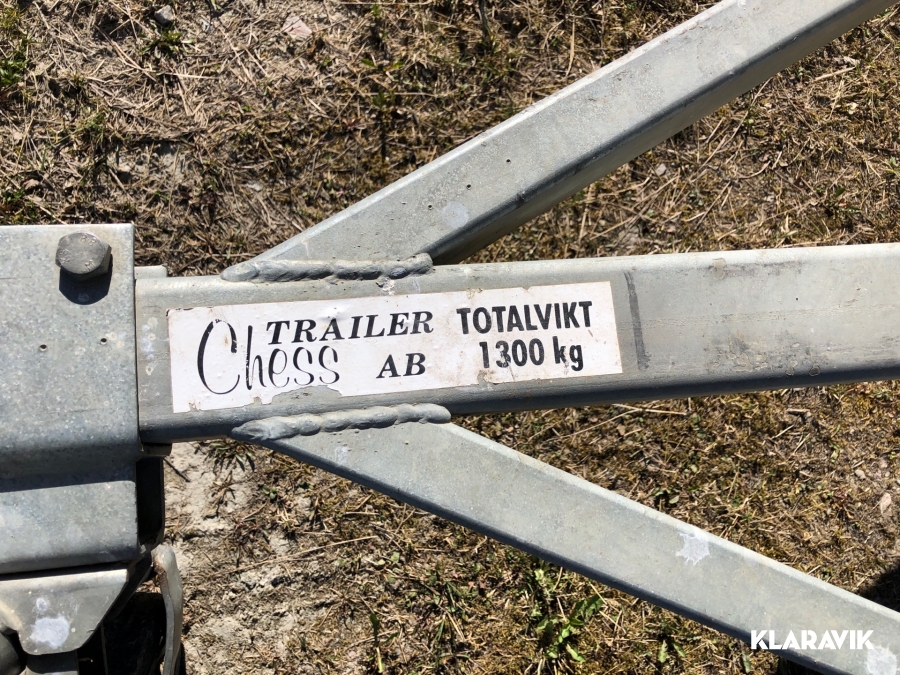 Chess TRAILER AB
TOTALVIKT
1300 kg
KLARAVIK